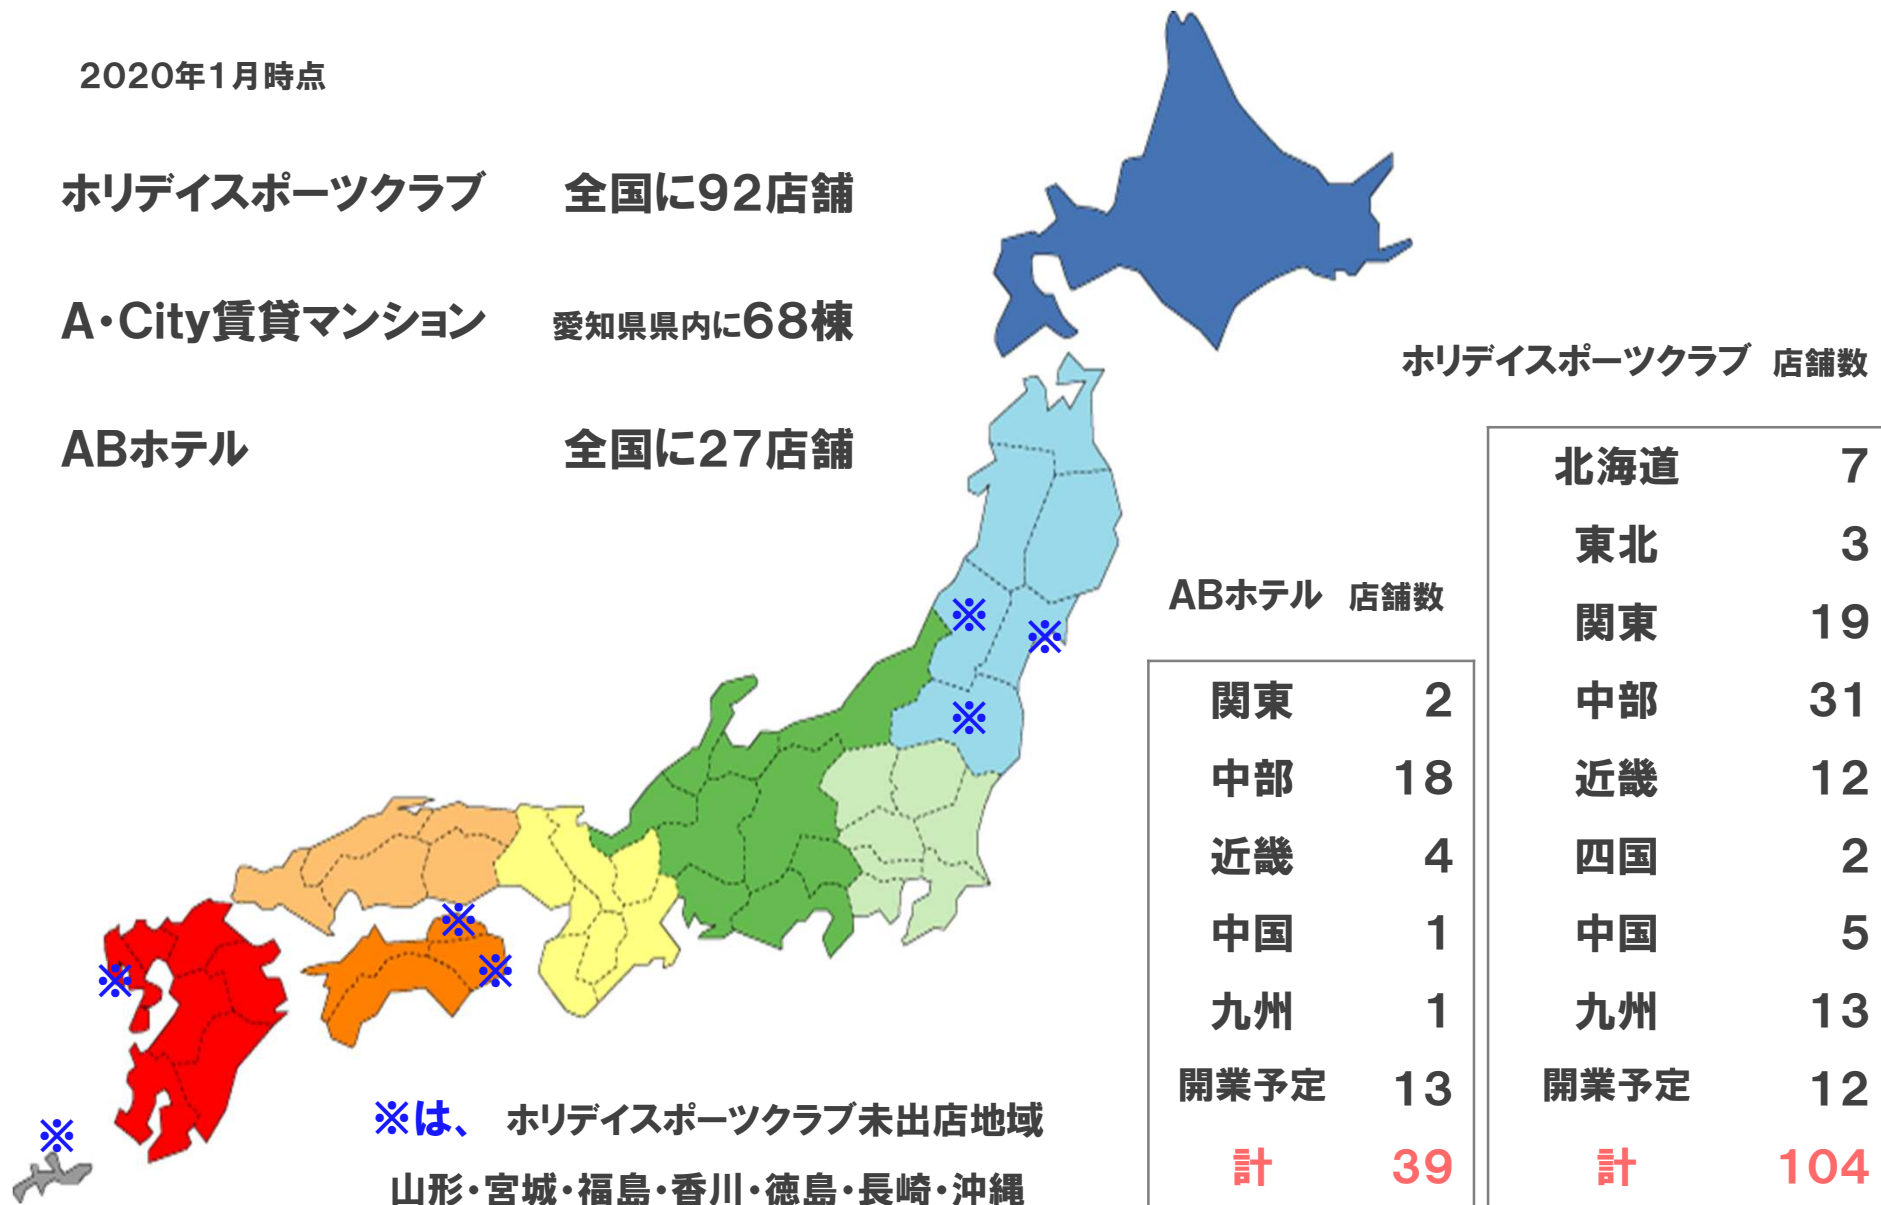 2020年1月時点
ホリデイスポーツクラブ 全国に92店舗
A・City賃貸マンション 愛知県県内に68棟
ABホテル 全国に27店舗
ホリデイスポーツクラブ 店舗数
北海道 7
東北 3
関東 19
中部 31
近畿 12
四国 2
中国 5
九州 13
開業予定 12
計 104
ABホテル 店舗数
関東 2
中部 18
近畿 4
中国 1
九州 1
開業予定 13
計 39
※
※
※
※
※
※
※
※は、 ホリデイスポーツクラブ未出店地域
山形・宮城・福島・香川・徳島・長崎・沖縄